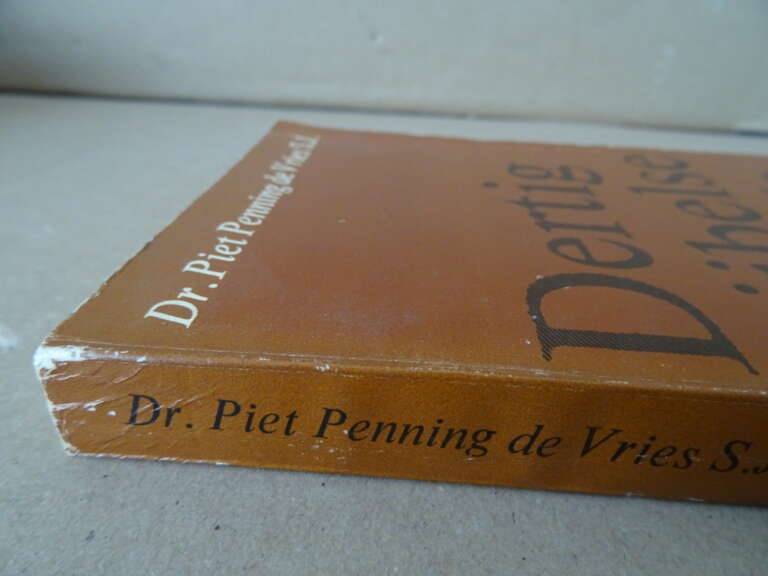 Dr. Piet Penning de Vries S.J.
Dertig
Dr. Piet Penning de Vries S.J